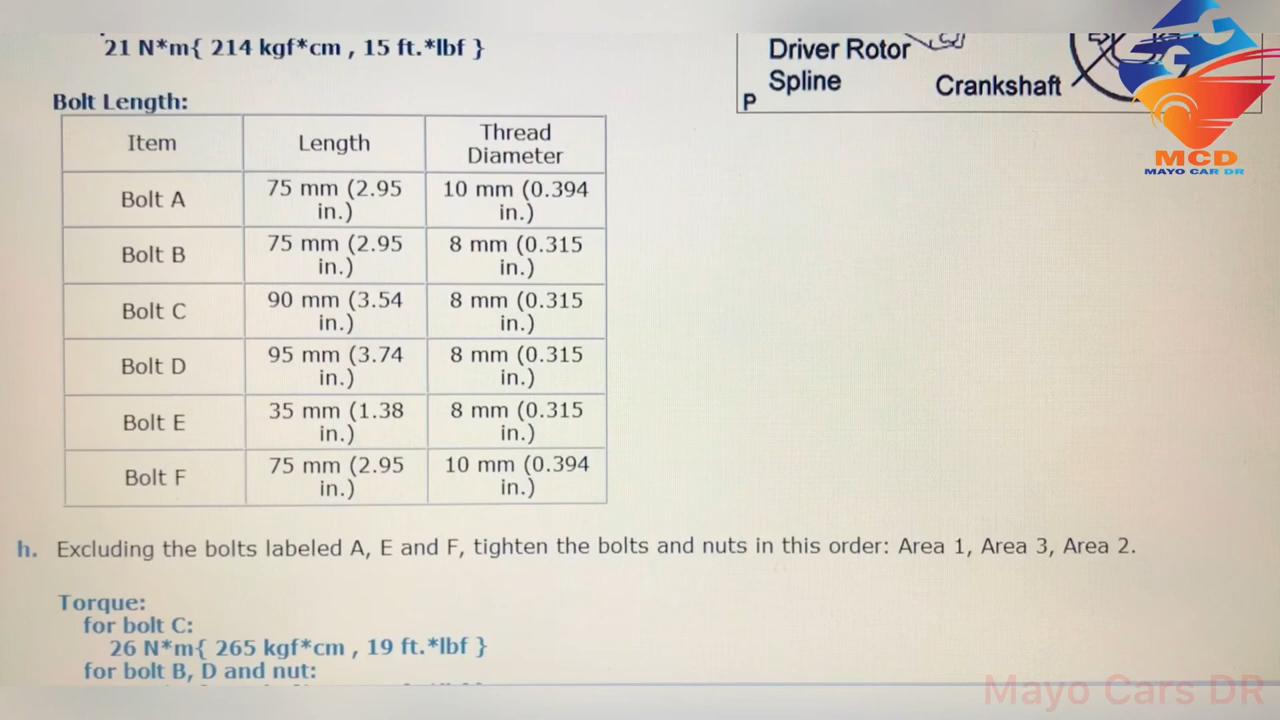 21 N*m{ 214 kgf*cm , 15 ft.*lbf }
Driver Rotor
Spline
Crankshaft
P
MCD
MAYO CAR DR
Bolt Length:
Item
Length
Thread
Diameter
Bolt A
75 mm (2.95
in.)
10 mm (0.394
in.)
Bolt B
75 mm (2.95
in.)
8 mm (0.315
in.)
Bolt C
90 mm (3.54
in.)
8 mm (0.315
in.)
Bolt D
95 mm (3.74
in.)
8 mm (0.315
in.)
Bolt E
35 mm (1.38
in.)
8 mm (0.315
in.)
Bolt F
75 mm (2.95
in.)
10 mm (0.394
in.)
h. Excluding the bolts labeled A, E and F, tighten the bolts and nuts in this order: Area 1, Area 3, Area 2.
Torque:
for bolt C:
26 N*m{ 265 kgf*cm , 19 ft.*lbf }
for bolt B, D and nut:
Mayo Cars DR